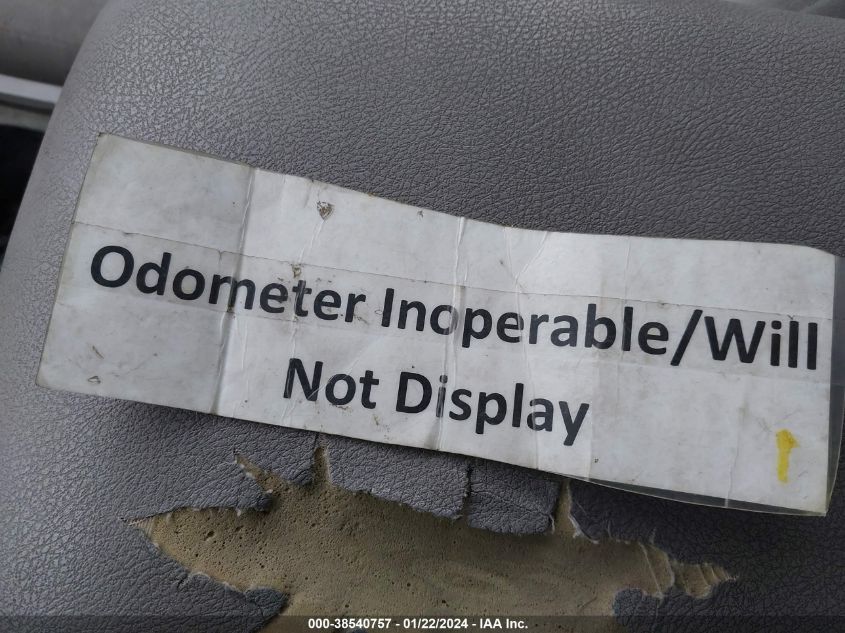 Odometer Inoperable/Will
Not Display
000-38540757 - 01/22/2024 - IAA Inc.